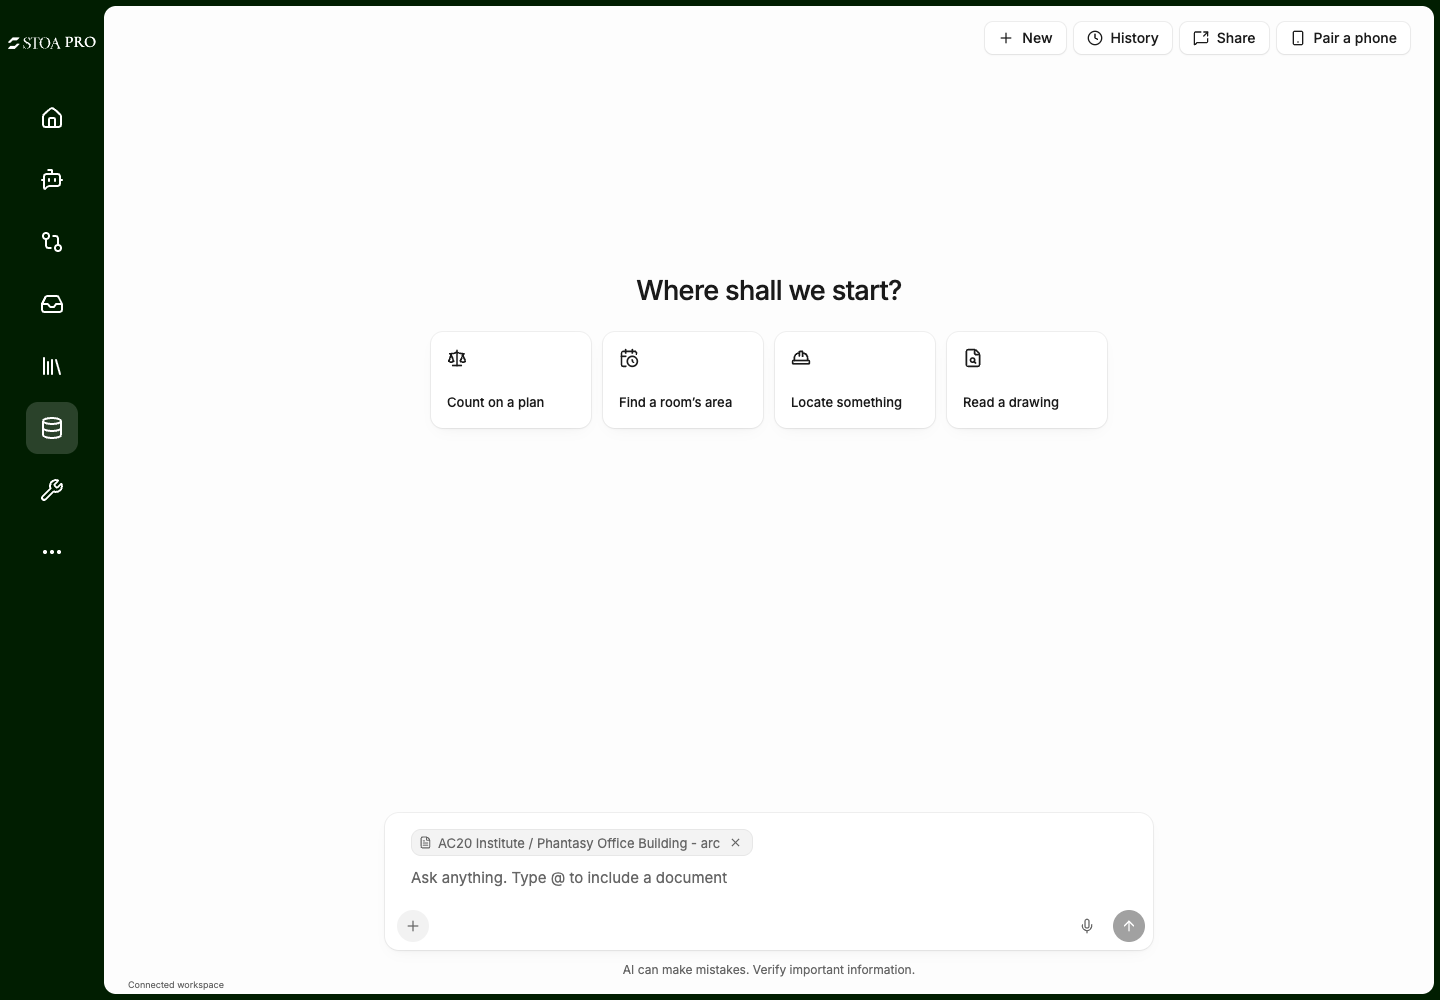 STOA PRO
New
History
Share
Pair a phone
Where shall we start?
Count on a plan
Find a room’s area
Locate something
Read a drawing
AC20 Institute / Phantasy Office Building - arc
Ask anything. Type @ to include a document
AI can make mistakes. Verify important information.
Connected workspace